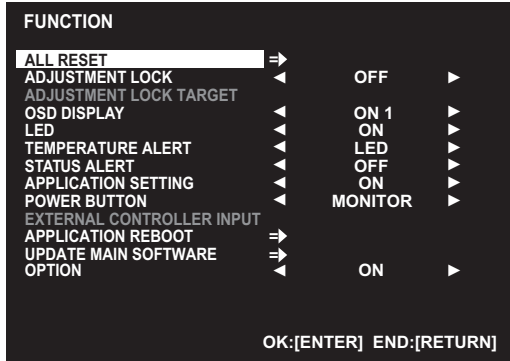 FUNCTION
ALL RESET
ADJUSTMENT LOCK OFF
ADJUSTMENT LOCK TARGET
OSD DISPLAY ON 1
LED ON
TEMPERATURE ALERT LED
STATUS ALERT OFF
APPLICATION SETTING ON
POWER BUTTON MONITOR
EXTERNAL CONTROLLER INPUT
APPLICATION REBOOT
UPDATE MAIN SOFTWARE
OPTION ON
OK:[ENTER] END:[RETURN]